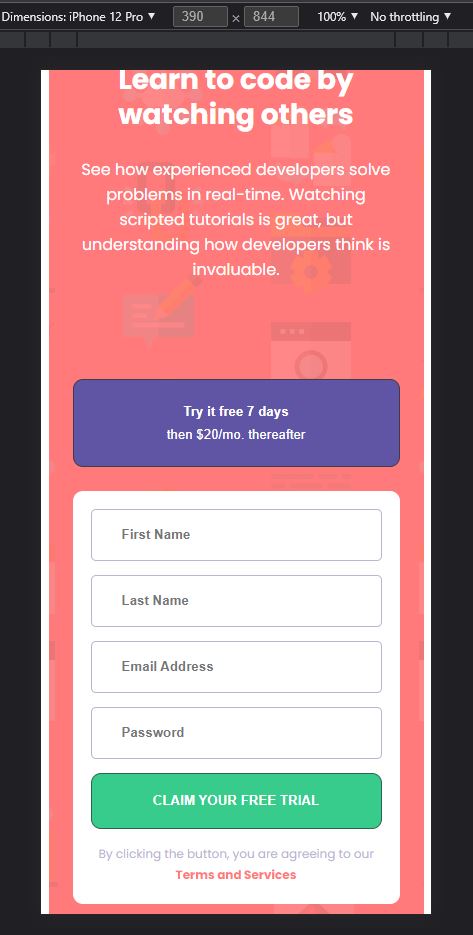 Dimensions: iPhone 12 Pro ▼ 390 × 844 100% ▼ No throttling ▼
Learn to code by
watching others
See how experienced developers solve
problems in real-time. Watching
scripted tutorials is great, but
understanding how developers think is
invaluable.
Try it free 7 days
then $20/mo. thereafter
First Name
Last Name
Email Address
Password
CLAIM YOUR FREE TRIAL
By clicking the button, you are agreeing to our
Terms and Services